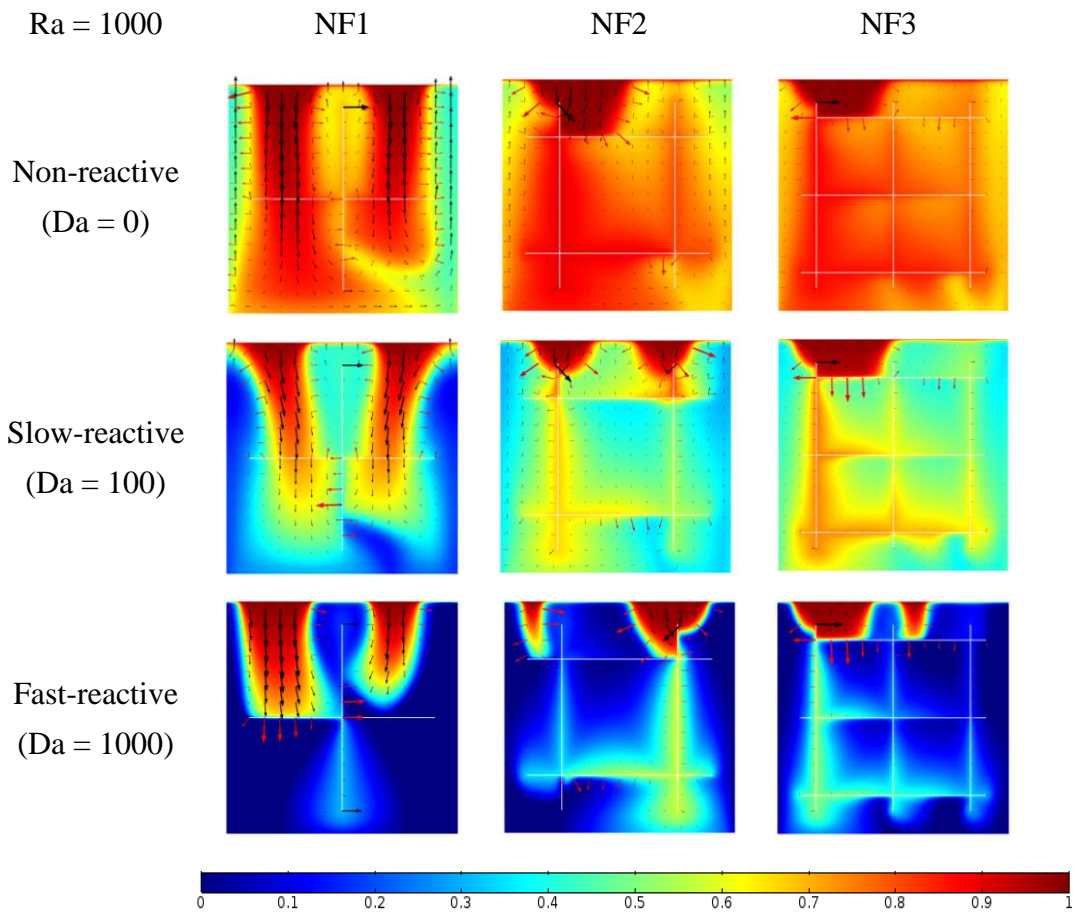 Ra = 1000 NF1 NF2 NF3
Non-reactive
(Da = 0)
Slow-reactive
(Da = 100)
Fast-reactive
(Da = 1000)
0 0.1 0.2 0.3 0.4 0.5 0.6 0.7 0.8 0.9 1